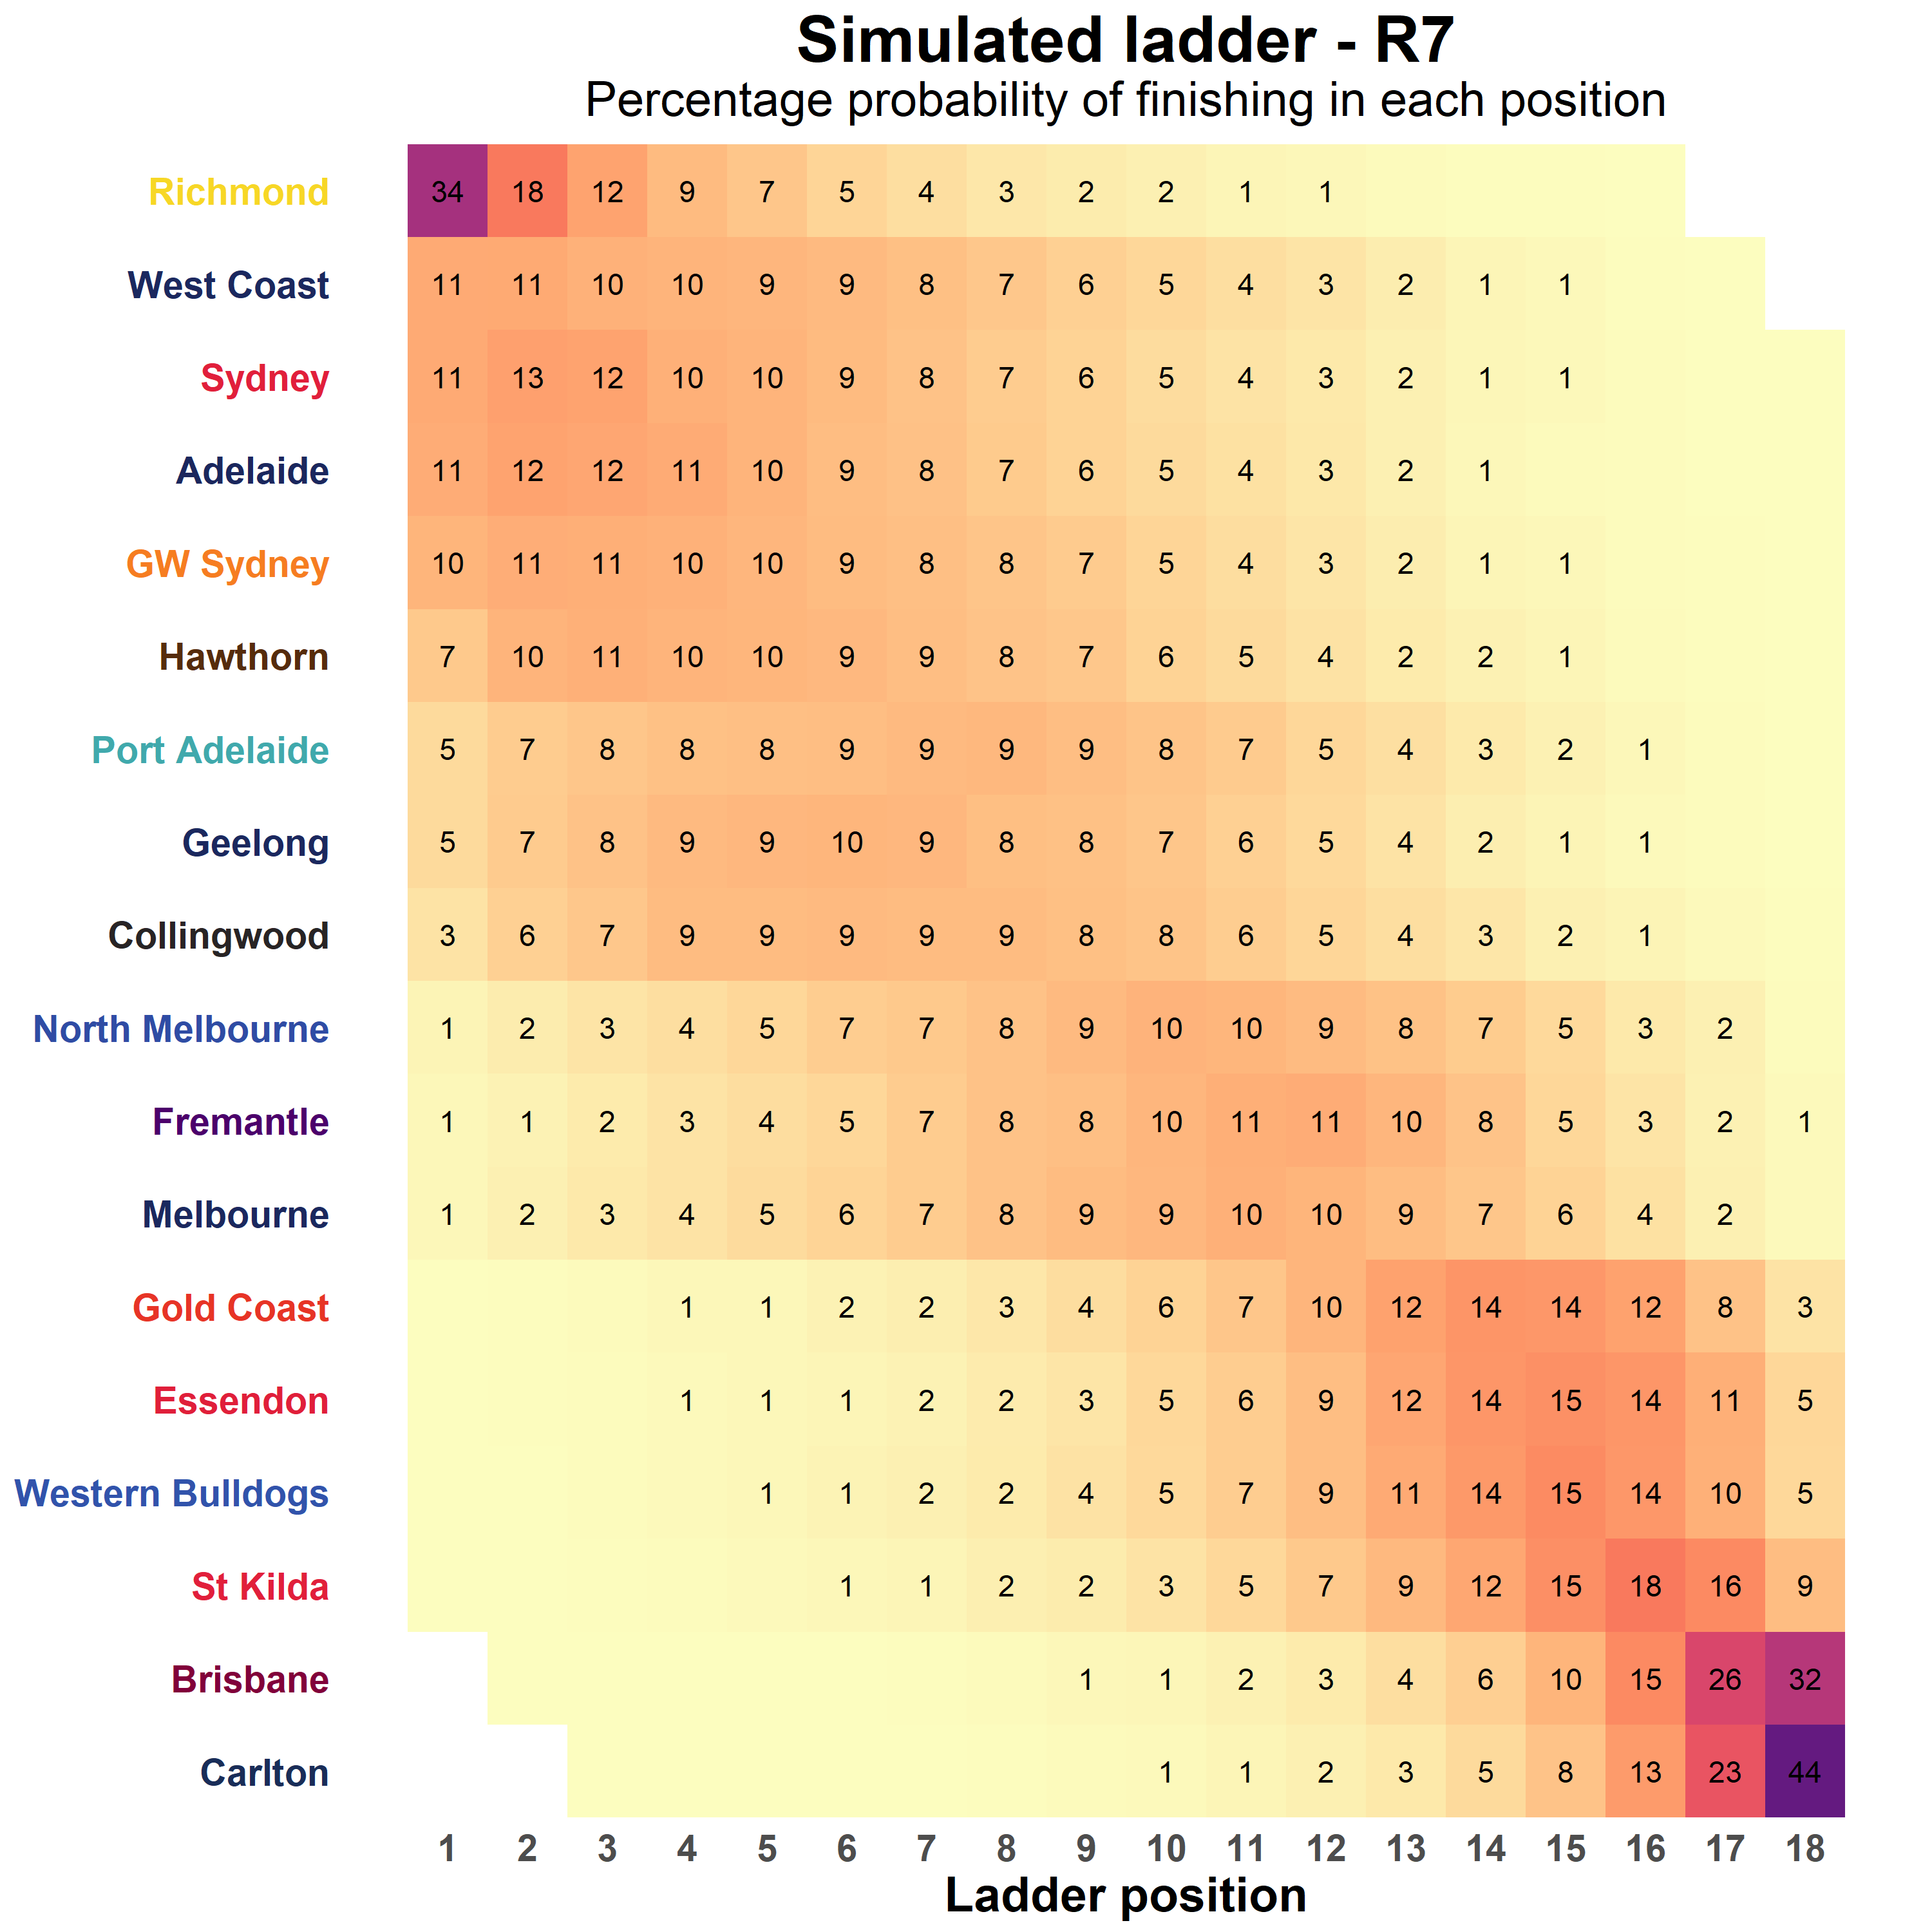 Simulated ladder - R7
Percentage probability of finishing in each position
Richmond 34 18 12 9 7 5 4 3 2 2 1 1
West Coast 11 11 10 10 9 9 8 7 6 5 4 3 2 1 1
Sydney 11 13 12 10 10 9 8 7 6 5 4 3 2 1 1
Adelaide 11 12 12 11 10 9 8 7 6 5 4 3 2 1
GW Sydney 10 11 11 10 10 9 8 8 7 5 4 3 2 1 1
Hawthorn 7 10 11 10 10 9 9 8 7 6 5 4 2 2 1
Port Adelaide 5 7 8 8 8 9 9 9 9 8 7 5 4 3 2 1
Geelong 5 7 8 9 9 10 9 8 8 7 6 5 4 2 1 1
Collingwood 3 6 7 9 9 9 9 9 8 8 6 5 4 3 2 1
North Melbourne 1 2 3 4 5 7 7 8 9 10 10 9 8 7 5 3 2
Fremantle 1 1 2 3 4 5 7 8 8 10 11 11 10 8 5 3 2 1
Melbourne 1 2 3 4 5 6 7 8 9 9 10 10 9 7 6 4 2
Gold Coast 1 1 2 2 3 4 6 7 10 12 14 14 12 8 3
Essendon 1 1 1 2 2 3 5 6 9 12 14 15 14 11 5
Western Bulldogs 1 1 2 2 4 5 7 9 11 14 15 14 10 5
St Kilda 1 1 2 2 3 5 7 9 12 15 18 16 9
Brisbane 1 1 2 3 4 6 10 15 26 32
Carlton 1 1 2 3 5 8 13 23 44
1 2 3 4 5 6 7 8 9 10 11 12 13 14 15 16 17 18
Ladder position